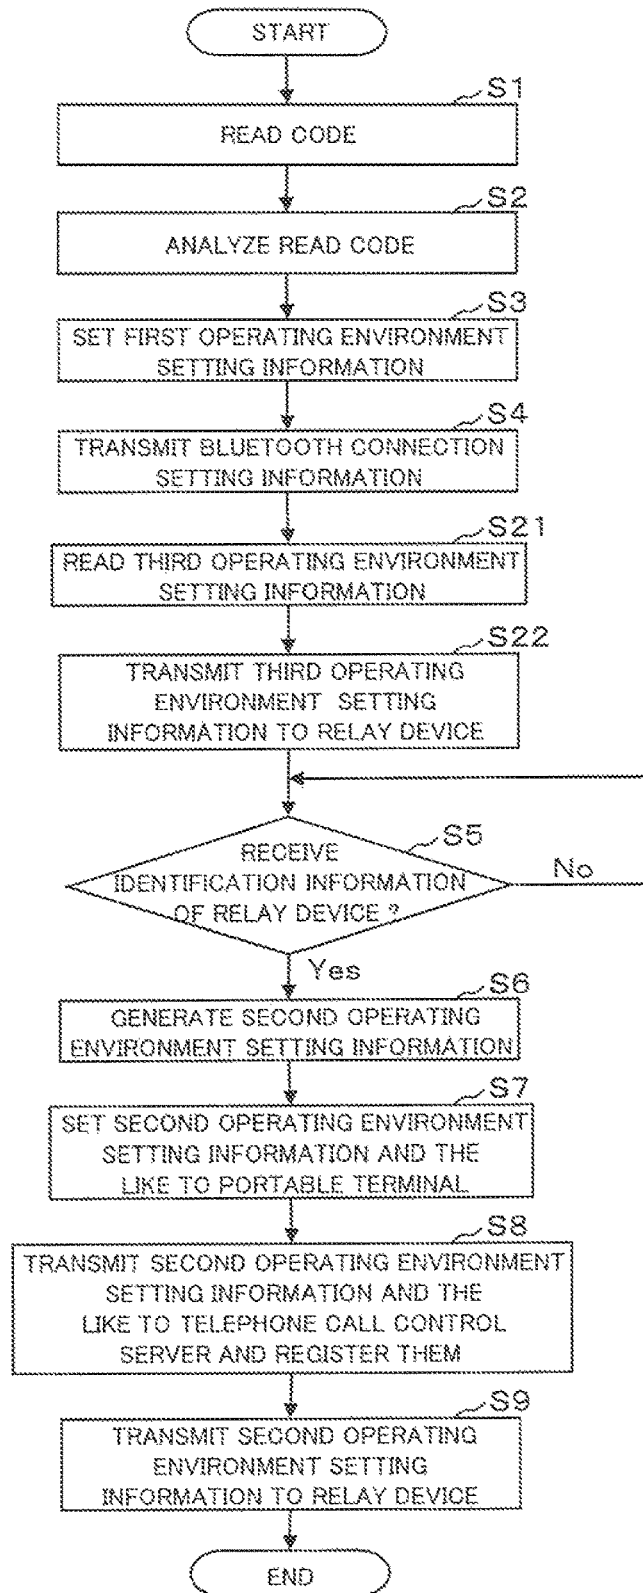 START
S1
READ CODE
S2
ANALYZE READ CODE
S3
SET FIRST OPERATING ENVIRONMENT
SETTING INFORMATION
S4
TRANSMIT BLUETOOTH CONNECTION
SETTING INFORMATION
S21
READ THIRD OPERATING ENVIRONMENT
SETTING INFORMATION
S22
TRANSMIT THIRD OPERATING
ENVIRONMENT SETTING
INFORMATION TO RELAY DEVICE
S5
RECEIVE
IDENTIFICATION INFORMATION
OF RELAY DEVICE ?
No
Yes
S6
GENERATE SECOND OPERATING
ENVIRONMENT SETTING INFORMATION
S7
SET SECOND OPERATING ENVIRONMENT
SETTING INFORMATION AND THE
LIKE TO PORTABLE TERMINAL
S8
TRANSMIT SECOND OPERATING ENVIRONMENT
SETTING INFORMATION AND THE
LIKE TO TELEPHONE CALL CONTROL
SERVER AND REGISTER THEM
S9
TRANSMIT SECOND OPERATING
ENVIRONMENT SETTING
INFORMATION TO RELAY DEVICE
END